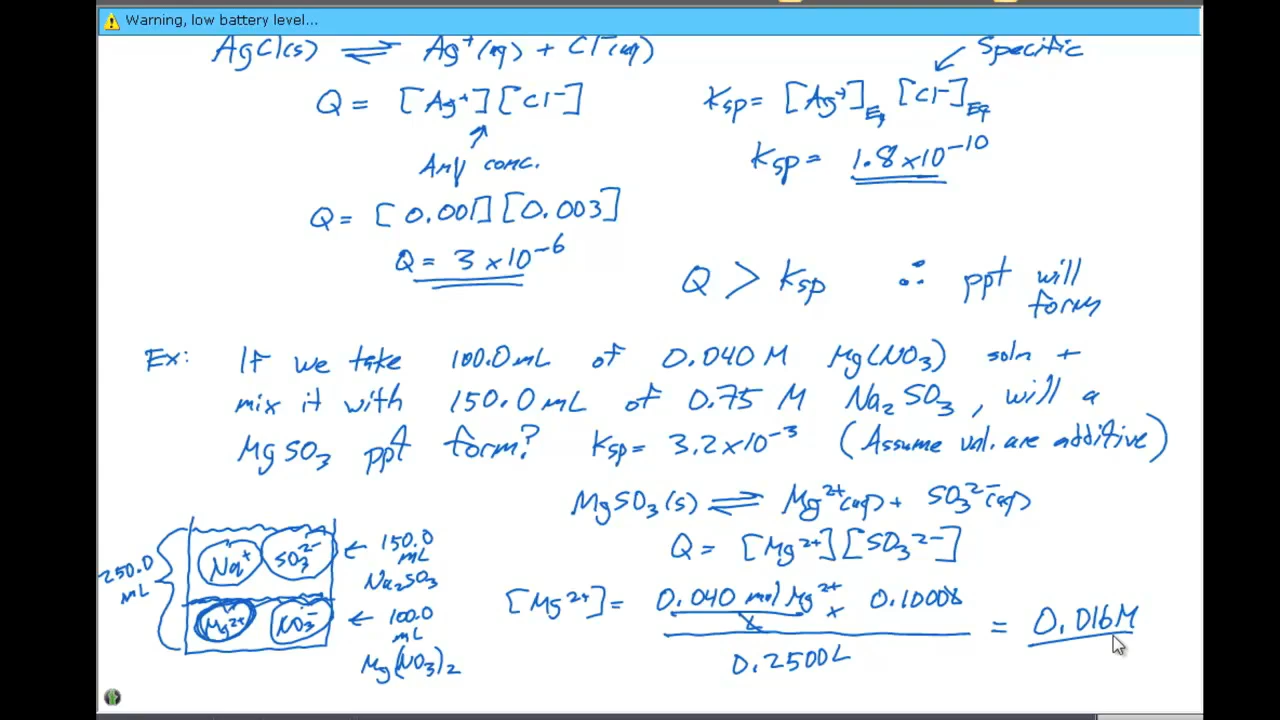 Warning, low battery level...
AgCl(s) ⇌ Ag⁺(aq) + Cl⁻(aq)
Specific
Q = [Ag⁺][Cl⁻]
Ksp = [Ag⁺]Eq [Cl⁻]Eq
Any conc.
Ksp = 1.8 x 10⁻¹⁰
Q = [0.001][0.003]
Q = 3 x 10⁻⁶
Q > Ksp ∴ ppt will form
Ex: If we take 100.0 mL of 0.040 M Mg(NO3) soln +
mix it with 150.0 mL of 0.75 M Na2SO3, will a
MgSO3 ppt form? Ksp = 3.2 x 10⁻³ (Assume vol. are additive)
MgSO3(s) ⇌ Mg²⁺(aq) + SO3²⁻(aq)
Q = [Mg²⁺][SO3²⁻]
250.0 mL
Na⁺ SO3²⁻ ← 150.0 mL Na2SO3
Mg²⁺ NO3⁻ ← 100.0 mL Mg(NO3)2
[Mg²⁺] = 0.040 mol Mg²⁺ / L x 0.1000L
0.2500L
= 0.016M